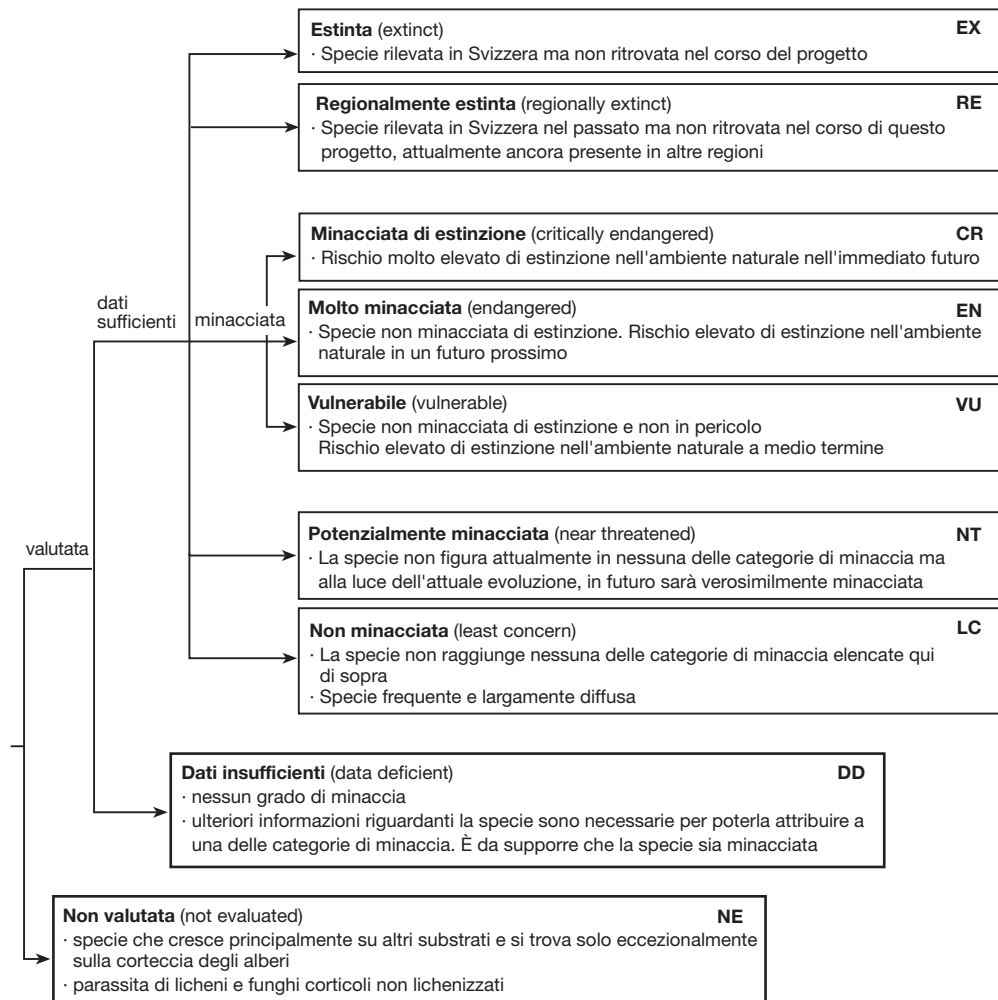 Estinta (extinct) EX
· Specie rilevata in Svizzera ma non ritrovata nel corso del progetto
Regionalmente estinta (regionally extinct) RE
· Specie rilevata in Svizzera nel passato ma non ritrovata nel corso di questo
progetto, attualmente ancora presente in altre regioni
Minacciata di estinzione (critically endangered) CR
· Rischio molto elevato di estinzione nell'ambiente naturale nell'immediato futuro
dati
sufficienti
minacciata
Molto minacciata (endangered) EN
· Specie non minacciata di estinzione. Rischio elevato di estinzione nell'ambiente
naturale in un futuro prossimo
Vulnerabile (vulnerable) VU
· Specie non minacciata di estinzione e non in pericolo
Rischio elevato di estinzione nell'ambiente naturale a medio termine
valutata
Potenzialmente minacciata (near threatened) NT
· La specie non figura attualmente in nessuna delle categorie di minaccia ma
alla luce dell'attuale evoluzione, in futuro sarà verosimilmente minacciata
Non minacciata (least concern) LC
· La specie non raggiunge nessuna delle categorie di minaccia elencate qui
di sopra
· Specie frequente e largamente diffusa
Dati insufficienti (data deficient) DD
· nessun grado di minaccia
· ulteriori informazioni riguardanti la specie sono necessarie per poterla attribuire a
una delle categorie di minaccia. È da supporre che la specie sia minacciata
Non valutata (not evaluated) NE
· specie che cresce principalmente su altri substrati e si trova solo eccezionalmente
sulla corteccia degli alberi
· parassita di licheni e funghi corticoli non lichenizzati